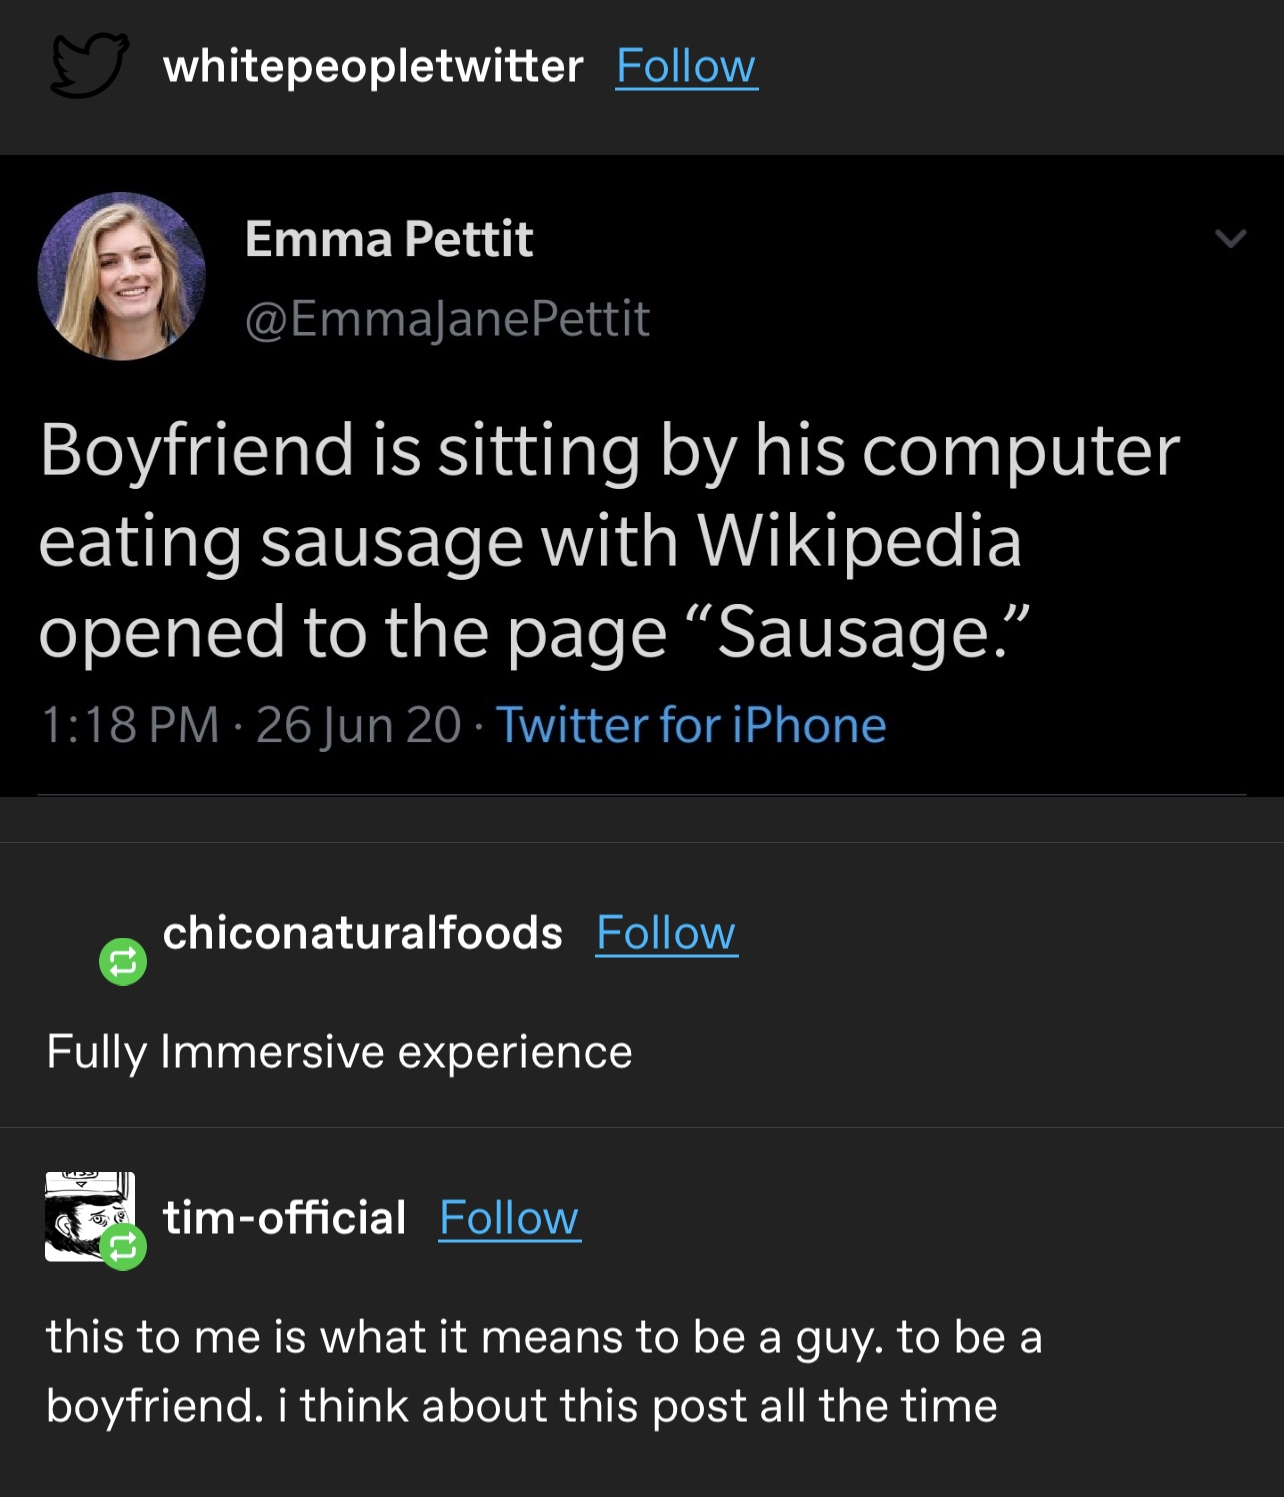 whitepeopletwitter Follow
Emma Pettit
@EmmaJanePettit
Boyfriend is sitting by his computer
eating sausage with Wikipedia
opened to the page “Sausage.”
1:18 PM · 26 Jun 20 · Twitter for iPhone
chiconaturalfoods Follow
Fully Immersive experience
tim-official Follow
this to me is what it means to be a guy. to be a
boyfriend. i think about this post all the time